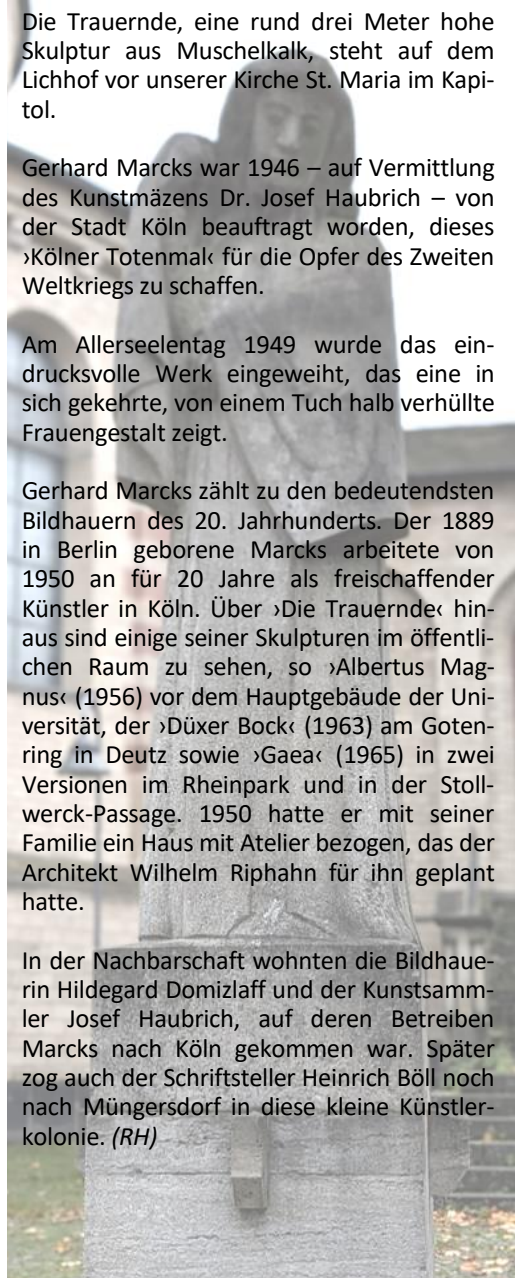 Die Trauernde, eine rund drei Meter hohe
Skulptur aus Muschelkalk, steht auf dem
Lichhof vor unserer Kirche St. Maria im Kapi-
tol.
Gerhard Marcks war 1946 – auf Vermittlung
des Kunstmäzens Dr. Josef Haubrich – von
der Stadt Köln beauftragt worden, dieses
›Kölner Totenmal‹ für die Opfer des Zweiten
Weltkriegs zu schaffen.
Am Allerseelentag 1949 wurde das ein-
drucksvolle Werk eingeweiht, das eine in
sich gekehrte, von einem Tuch halb verhüllte
Frauengestalt zeigt.
Gerhard Marcks zählt zu den bedeutendsten
Bildhauern des 20. Jahrhunderts. Der 1889
in Berlin geborene Marcks arbeitete von
1950 an für 20 Jahre als freischaffender
Künstler in Köln. Über ›Die Trauernde‹ hin-
aus sind einige seiner Skulpturen im öffentli-
chen Raum zu sehen, so ›Albertus Mag-
nus‹ (1956) vor dem Hauptgebäude der Uni-
versität, der ›Düxer Bock‹ (1963) am Goten-
ring in Deutz sowie ›Gaea‹ (1965) in zwei
Versionen im Rheinpark und in der Stoll-
werck-Passage. 1950 hatte er mit seiner
Familie ein Haus mit Atelier bezogen, das der
Architekt Wilhelm Riphahn für ihn geplant
hatte.
In der Nachbarschaft wohnten die Bildhaue-
rin Hildegard Domizlaff und der Kunstsamm-
ler Josef Haubrich, auf deren Betreiben
Marcks nach Köln gekommen war. Später
zog auch der Schriftsteller Heinrich Böll noch
nach Müngersdorf in diese kleine Künstler-
kolonie. (RH)